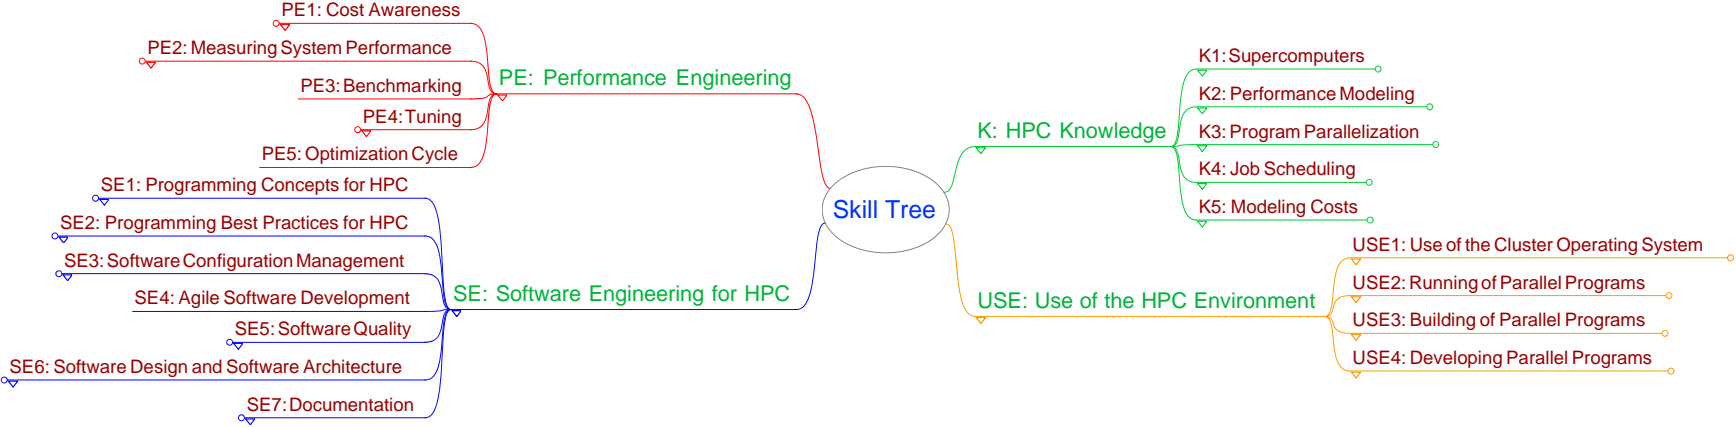 Skill Tree
PE: Performance Engineering
PE1: Cost Awareness
PE2: Measuring System Performance
PE3: Benchmarking
PE4: Tuning
PE5: Optimization Cycle
SE: Software Engineering for HPC
SE1: Programming Concepts for HPC
SE2: Programming Best Practices for HPC
SE3: Software Configuration Management
SE4: Agile Software Development
SE5: Software Quality
SE6: Software Design and Software Architecture
SE7: Documentation
K: HPC Knowledge
K1: Supercomputers
K2: Performance Modeling
K3: Program Parallelization
K4: Job Scheduling
K5: Modeling Costs
USE: Use of the HPC Environment
USE1: Use of the Cluster Operating System
USE2: Running of Parallel Programs
USE3: Building of Parallel Programs
USE4: Developing Parallel Programs